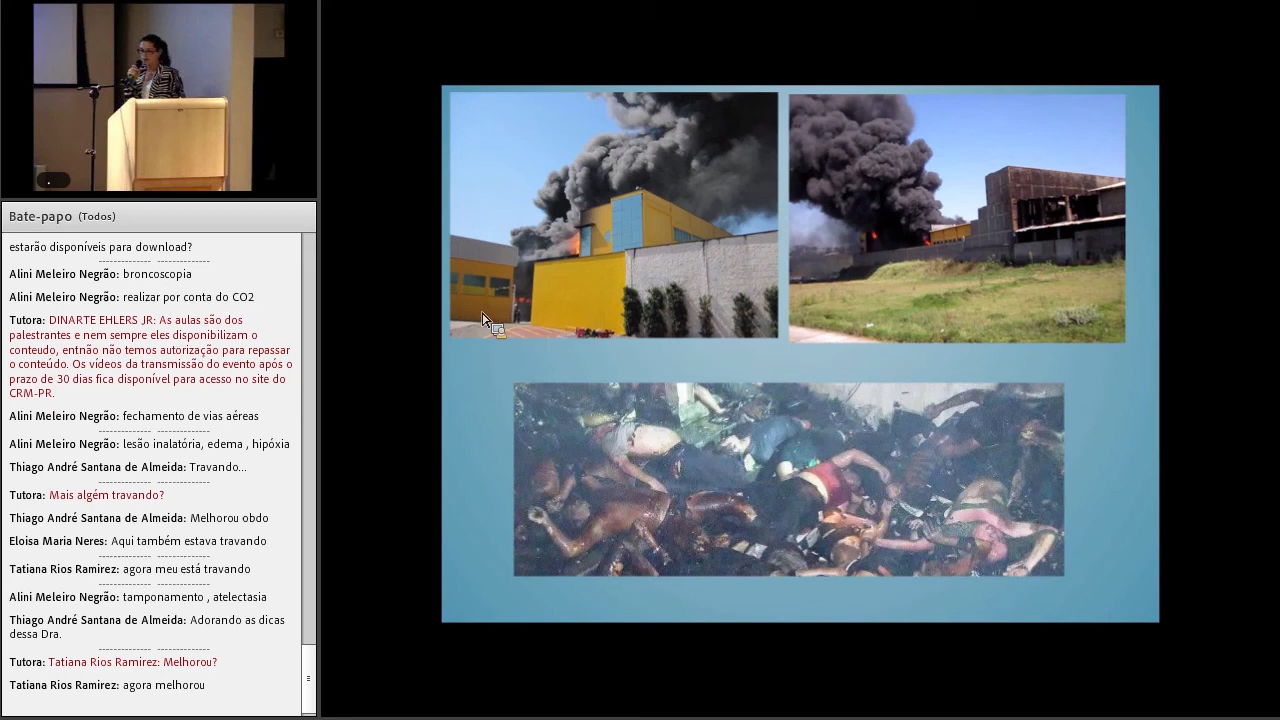 Bate-papo (Todos)
estarão disponíveis para download?
-------------- --------------
Alini Meleiro Negrão: broncoscopia
Alini Meleiro Negrão: realizar por conta do CO2
Tutora: DINARTE EHLERS JR: As aulas são dos
palestrantes e nem sempre eles disponibilizam o
conteudo, entnão não temos autorização para repassar
o conteúdo. Os vídeos da transmissão do evento após o
prazo de 30 dias fica disponível para acesso no site do
CRM-PR.
Alini Meleiro Negrão: fechamento de vias aéreas
-------------- --------------
Alini Meleiro Negrão: lesão inalatória, edema , hipóxia
Thiago André Santana de Almeida: Travando...
-------------- --------------
Tutora: Mais algém travando?
Thiago André Santana de Almeida: Melhorou obdo
Eloisa Maria Neres: Aqui também estava travando
-------------- --------------
Tatiana Rios Ramirez: agora meu está travando
-------------- --------------
Alini Meleiro Negrão: tamponamento , atelectasia
Thiago André Santana de Almeida: Adorando as dicas
dessa Dra.
-------------- --------------
Tutora: Tatiana Rios Ramirez: Melhorou?
Tatiana Rios Ramirez: agora melhorou